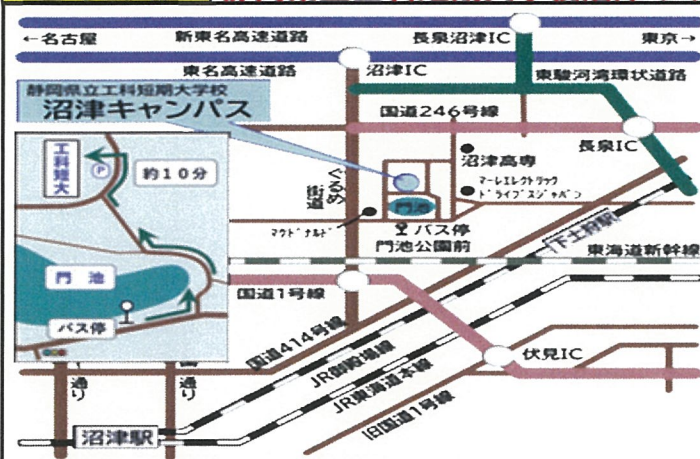 ←名古屋
新東名高速道路
長泉沼津IC
東京→
東名高速道路
沼津IC
東駿河湾環状道路
静岡県立工科短期大学校
沼津キャンパス
国道246号線
長泉IC
沼津高専
マーレエレクトリック
ドライブスジャパン
ぐるめ
街道
門池
マクドナルド
バス停
門池公園前
下土狩駅
東海道新幹線
国道1号線
工科短大
P
約10分
門 池
バス停
国道414号線
JR御殿場線
JR東海道本線
旧国道1号線
伏見IC
通り
通り
沼津駅